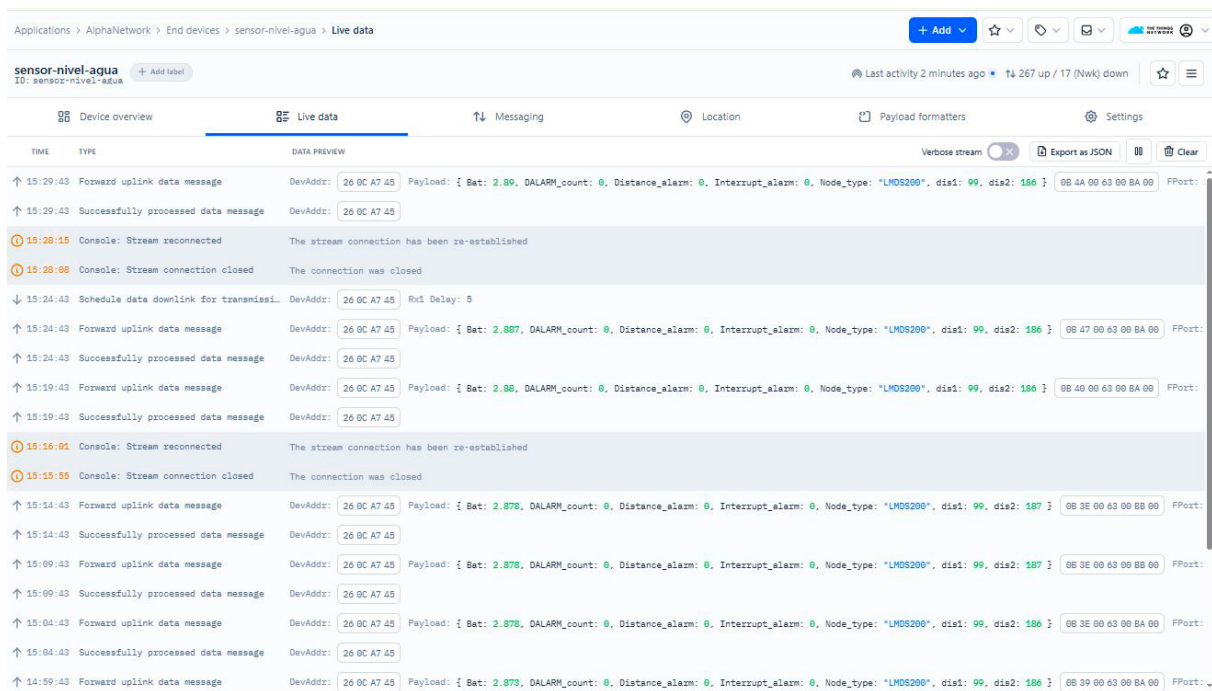 Applications > AlphaNetwork > End devices > sensor-nivel-agua > Live data
+ Add
THE THINGS NETWORK
sensor-nivel-agua
+ Add label
ID: sensor-nivel-agua
Last activity 2 minutes ago
267 up / 17 (Nwk) down
Device overview
Live data
Messaging
Location
Payload formatters
Settings
TIME TYPE DATA PREVIEW
Verbose stream
Export as JSON
Clear
↑ 15:29:43 Forward uplink data message DevAddr: 26 0C A7 45 Payload: { Bat: 2.89, DALARM_count: 0, Distance_alarm: 0, Interrupt_alarm: 0, Node_type: "LMDS200", dis1: 99, dis2: 186 } 0B 4A 00 63 00 BA 00 FPort:
↑ 15:29:43 Successfully processed data message DevAddr: 26 0C A7 45
15:28:15 Console: Stream reconnected The stream connection has been re-established
15:28:08 Console: Stream connection closed The connection was closed
↓ 15:24:43 Schedule data downlink for transmissi… DevAddr: 26 0C A7 45 Rx1 Delay: 5
↑ 15:24:43 Forward uplink data message DevAddr: 26 0C A7 45 Payload: { Bat: 2.887, DALARM_count: 0, Distance_alarm: 0, Interrupt_alarm: 0, Node_type: "LMDS200", dis1: 99, dis2: 186 } 0B 47 00 63 00 BA 00 FPort:
↑ 15:24:43 Successfully processed data message DevAddr: 26 0C A7 45
↑ 15:19:43 Forward uplink data message DevAddr: 26 0C A7 45 Payload: { Bat: 2.88, DALARM_count: 0, Distance_alarm: 0, Interrupt_alarm: 0, Node_type: "LMDS200", dis1: 99, dis2: 186 } 0B 40 00 63 00 BA 00 FPort:
↑ 15:19:43 Successfully processed data message DevAddr: 26 0C A7 45
15:16:01 Console: Stream reconnected The stream connection has been re-established
15:15:55 Console: Stream connection closed The connection was closed
↑ 15:14:43 Forward uplink data message DevAddr: 26 0C A7 45 Payload: { Bat: 2.878, DALARM_count: 0, Distance_alarm: 0, Interrupt_alarm: 0, Node_type: "LMDS200", dis1: 99, dis2: 187 } 0B 3E 00 63 00 BB 00 FPort:
↑ 15:14:43 Successfully processed data message DevAddr: 26 0C A7 45
↑ 15:09:43 Forward uplink data message DevAddr: 26 0C A7 45 Payload: { Bat: 2.878, DALARM_count: 0, Distance_alarm: 0, Interrupt_alarm: 0, Node_type: "LMDS200", dis1: 99, dis2: 187 } 0B 3E 00 63 00 BB 00 FPort:
↑ 15:09:43 Successfully processed data message DevAddr: 26 0C A7 45
↑ 15:04:43 Forward uplink data message DevAddr: 26 0C A7 45 Payload: { Bat: 2.878, DALARM_count: 0, Distance_alarm: 0, Interrupt_alarm: 0, Node_type: "LMDS200", dis1: 99, dis2: 186 } 0B 3E 00 63 00 BA 00 FPort:
↑ 15:04:43 Successfully processed data message DevAddr: 26 0C A7 45
↑ 14:59:43 Forward uplink data message DevAddr: 26 0C A7 45 Payload: { Bat: 2.873, DALARM_count: 0, Distance_alarm: 0, Interrupt_alarm: 0, Node_type: "LMDS200", dis1: 99, dis2: 186 } 0B 39 00 63 00 BA 00 FPort: